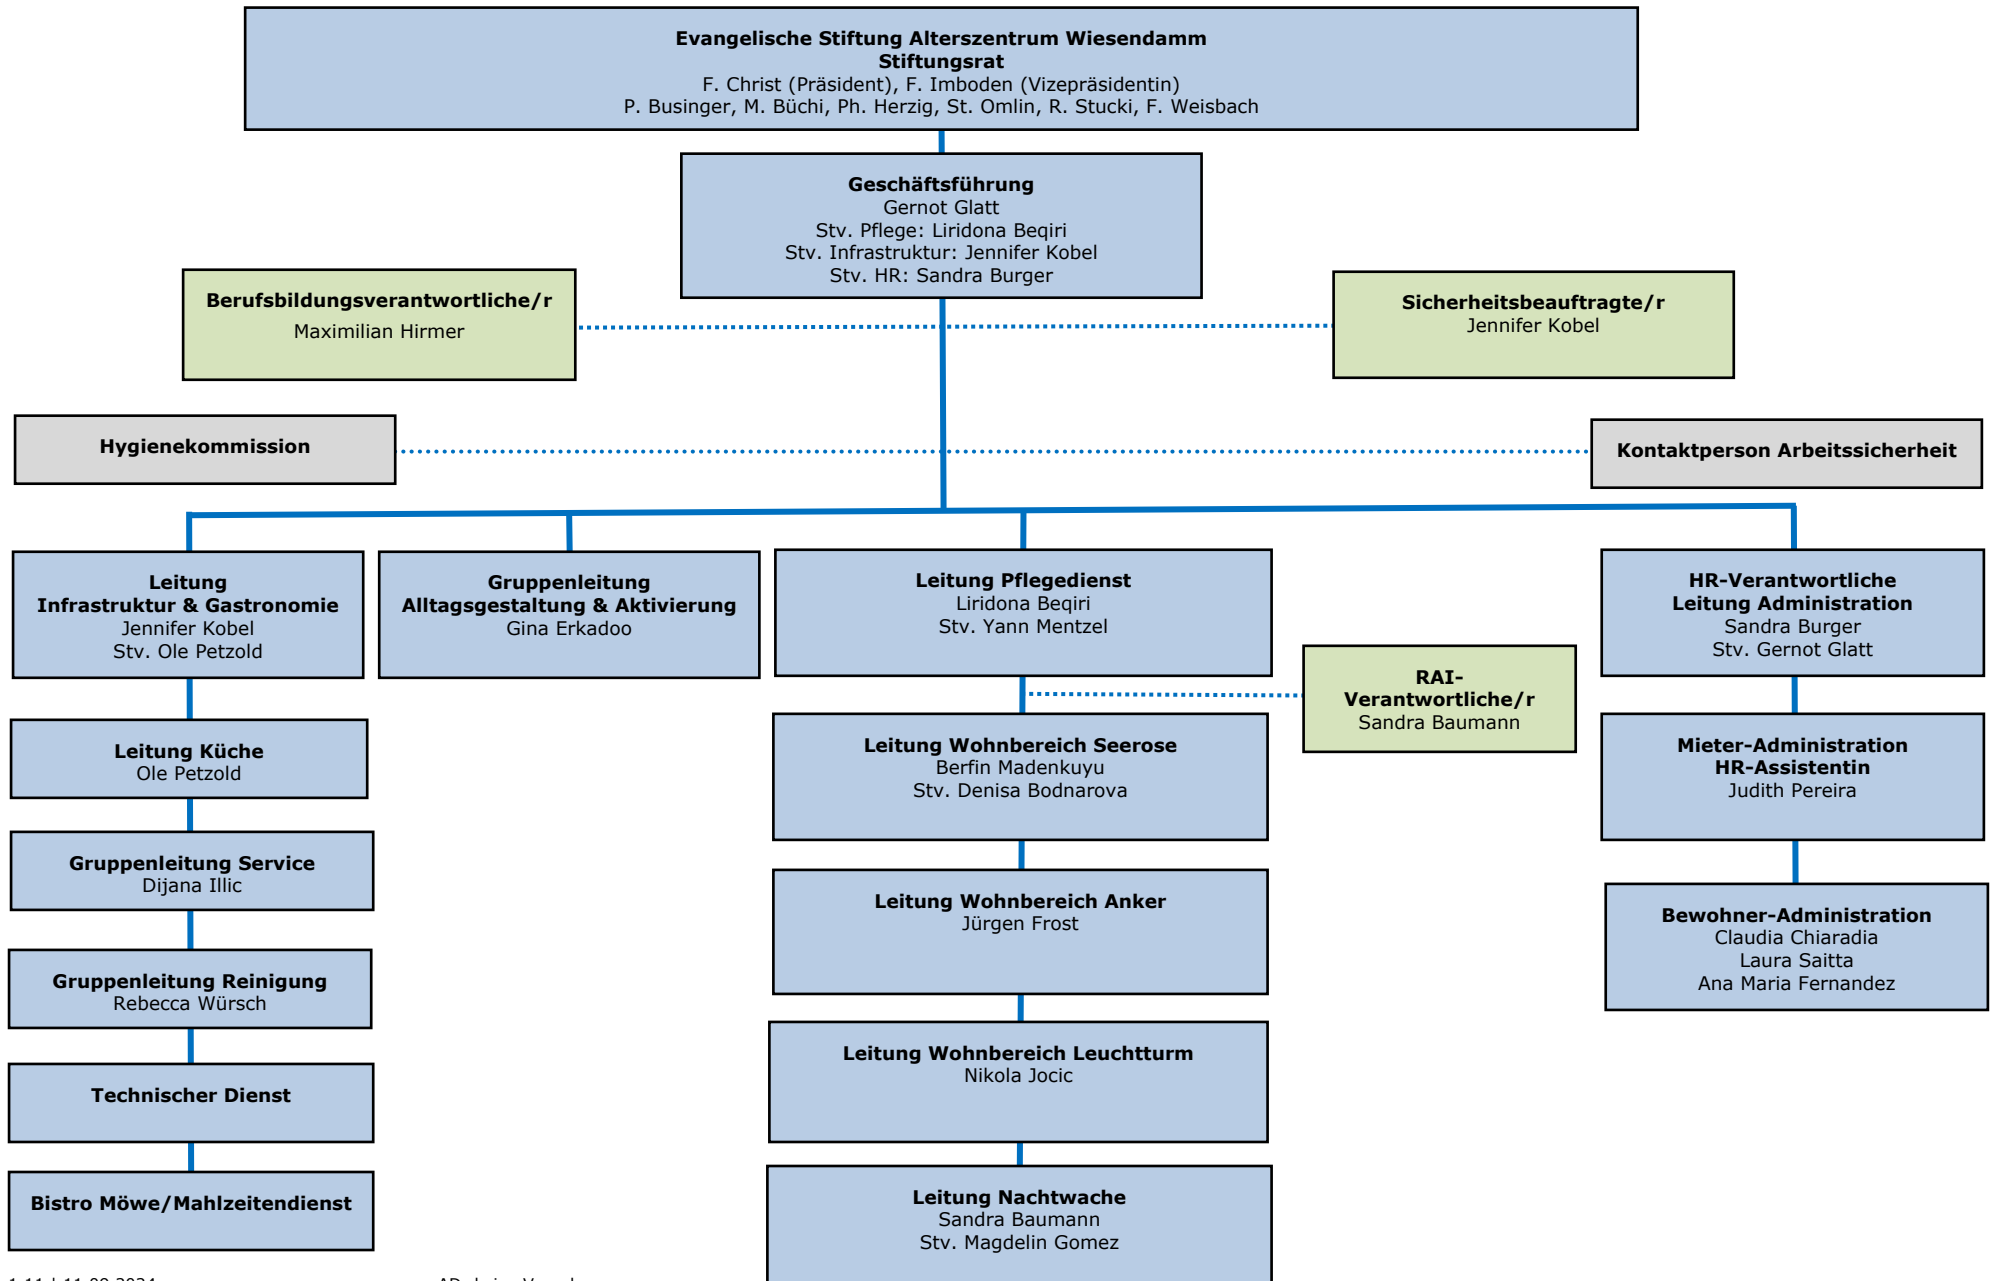 Evangelische Stiftung Alterszentrum Wiesendamm
Stiftungsrat
F. Christ (Präsident), F. Imboden (Vizepräsidentin)
P. Businger, M. Büchi, Ph. Herzig, St. Omlin, R. Stucki, F. Weisbach
Geschäftsführung
Gernot Glatt
Stv. Pflege: Liridona Beqiri
Stv. Infrastruktur: Jennifer Kobel
Stv. HR: Sandra Burger
Berufsbildungsverantwortliche/r
Maximilian Hirmer
Sicherheitsbeauftragte/r
Jennifer Kobel
Hygienekommission
Kontaktperson Arbeitssicherheit
Leitung
Infrastruktur & Gastronomie
Jennifer Kobel
Stv. Ole Petzold
Gruppenleitung
Alltagsgestaltung & Aktivierung
Gina Erkadoo
Leitung Pflegedienst
Liridona Beqiri
Stv. Yann Mentzel
HR-Verantwortliche
Leitung Administration
Sandra Burger
Stv. Gernot Glatt
RAI-
Verantwortliche/r
Sandra Baumann
Leitung Küche
Ole Petzold
Leitung Wohnbereich Seerose
Berfin Madenkuyu
Stv. Denisa Bodnarova
Mieter-Administration
HR-Assistentin
Judith Pereira
Gruppenleitung Service
Dijana Illic
Leitung Wohnbereich Anker
Jürgen Frost
Bewohner-Administration
Claudia Chiaradia
Laura Saitta
Ana Maria Fernandez
Gruppenleitung Reinigung
Rebecca Würsch
Leitung Wohnbereich Leuchtturm
Nikola Jocic
Technischer Dienst
Bistro Möwe/Mahlzeitendienst
Leitung Nachtwache
Sandra Baumann
Stv. Magdelin Gomez